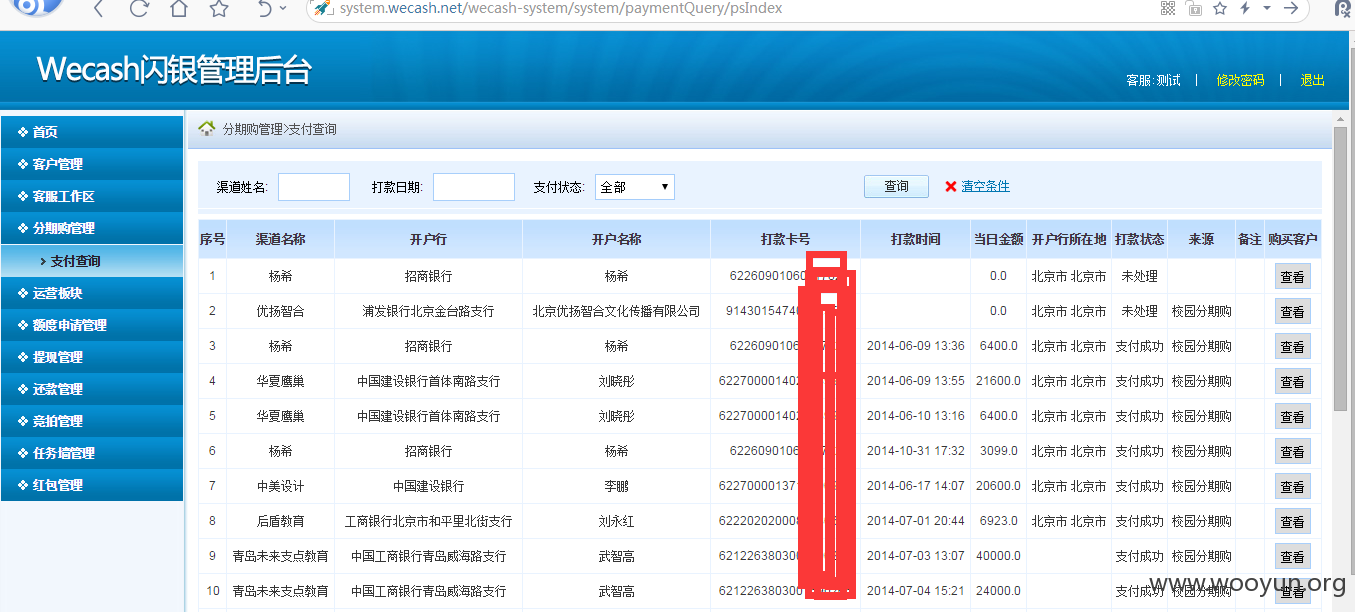 system.wecash.net/wecash-system/system/paymentQuery/psIndex
Wecash闪银管理后台
客服:测试 | 修改密码 | 退出
首页
客户管理
客服工作区
分期购管理
支付查询
运营板块
额度申请管理
提现管理
还款管理
竞拍管理
任务墙管理
红包管理
分期购管理>支付查询
渠道姓名: 打款日期: 支付状态: 全部 查询 清空条件
序号 渠道名称 开户行 开户名称 打款卡号 打款时间 当日金额 开户行所在地 打款状态 来源 备注 购买客户
1 杨希 招商银行 杨希 62260901060 0.0 北京市 北京市 未处理 查看
2 优扬智合 浦发银行北京金台路支行 北京优扬智合文化传播有限公司 9143015474 0.0 北京市 北京市 未处理 校园分期购 查看
3 杨希 招商银行 杨希 6226090106 2014-06-09 13:36 6400.0 北京市 北京市 支付成功 校园分期购 查看
4 华夏鹰巢 中国建设银行首体南路支行 刘晓彤 62270000140 2014-06-09 13:55 21600.0 北京市 北京市 支付成功 校园分期购 查看
5 华夏鹰巢 中国建设银行首体南路支行 刘晓彤 62270000140 2014-06-10 13:16 6400.0 北京市 北京市 支付成功 校园分期购 查看
6 杨希 招商银行 杨希 6226090106 2014-10-31 17:32 3099.0 北京市 北京市 支付成功 校园分期购 查看
7 中美设计 中国建设银行 李鹏 62270000137 2014-06-17 14:07 20600.0 北京市 北京市 支付成功 校园分期购 查看
8 后盾教育 工商银行北京市和平里北街支行 刘永红 62220202000 2014-07-01 20:44 6923.0 北京市 北京市 支付成功 校园分期购 查看
9 青岛未来支点教育 中国工商银行青岛威海路支行 武智高 621226380300 2014-07-03 13:07 40000.0 支付成功 校园分期购 查看
10 青岛未来支点教育 中国工商银行青岛威海路支行 武智高 621226380300 2014-07-04 15:21 24000.0 支付成功 校园分期购 查看
www.wooyun.org